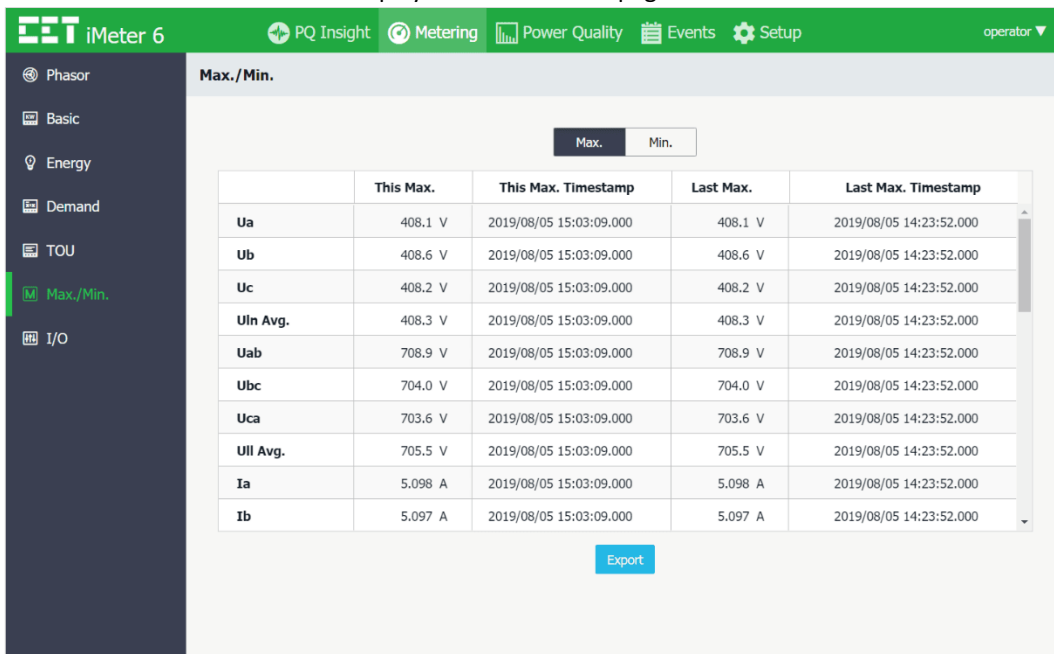 CET iMeter 6 PQ Insight Metering Power Quality Events Setup operator ▼
Phasor
Basic
Energy
Demand
TOU
Max./Min.
I/O
Max./Min.
Max. Min.
This Max. This Max. Timestamp Last Max. Last Max. Timestamp
Ua 408.1 V 2019/08/05 15:03:09.000 408.1 V 2019/08/05 14:23:52.000
Ub 408.6 V 2019/08/05 15:03:09.000 408.6 V 2019/08/05 14:23:52.000
Uc 408.2 V 2019/08/05 15:03:09.000 408.2 V 2019/08/05 14:23:52.000
Uln Avg. 408.3 V 2019/08/05 15:03:09.000 408.3 V 2019/08/05 14:23:52.000
Uab 708.9 V 2019/08/05 15:03:09.000 708.9 V 2019/08/05 14:23:52.000
Ubc 704.0 V 2019/08/05 15:03:09.000 704.0 V 2019/08/05 14:23:52.000
Uca 703.6 V 2019/08/05 15:03:09.000 703.6 V 2019/08/05 14:23:52.000
Ull Avg. 705.5 V 2019/08/05 15:03:09.000 705.5 V 2019/08/05 14:23:52.000
Ia 5.098 A 2019/08/05 15:03:09.000 5.098 A 2019/08/05 14:23:52.000
Ib 5.097 A 2019/08/05 15:03:09.000 5.097 A 2019/08/05 14:23:52.000
Export